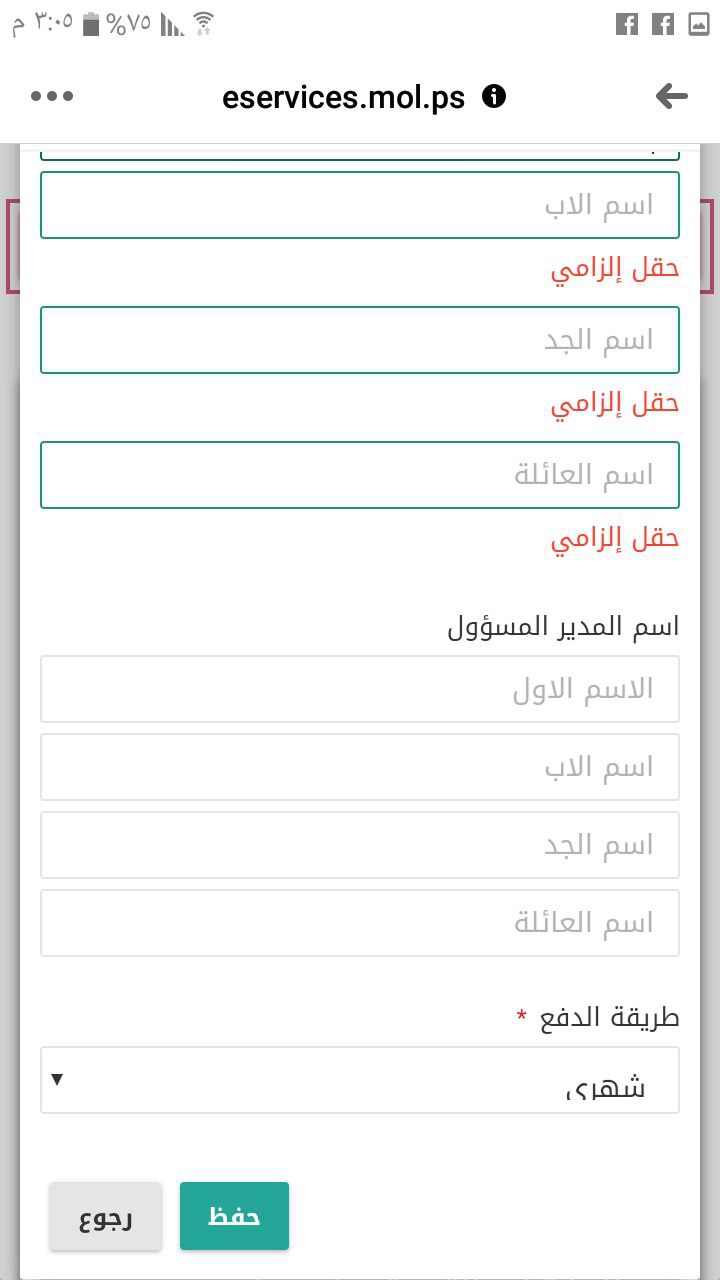 ٣:٠٥ م
%٧٥
eservices.mol.ps
اسم الاب
حقل إلزامي
اسم الجد
حقل إلزامي
اسم العائلة
حقل إلزامي
اسم المدير المسؤول
الاسم الاول
اسم الاب
اسم الجد
اسم العائلة
طريقة الدفع *
شهري
حفظ
رجوع